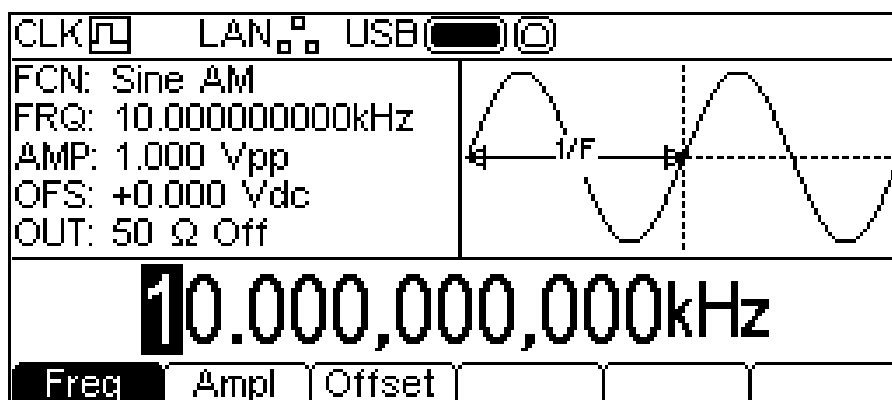 CLK LAN USB
FCN: Sine AM
FRQ: 10.000000000kHz
AMP: 1.000 Vpp
OFS: +0.000 Vdc
OUT: 50 Ω Off
1/F
10.000,000,000kHz
Freq Ampl Offset